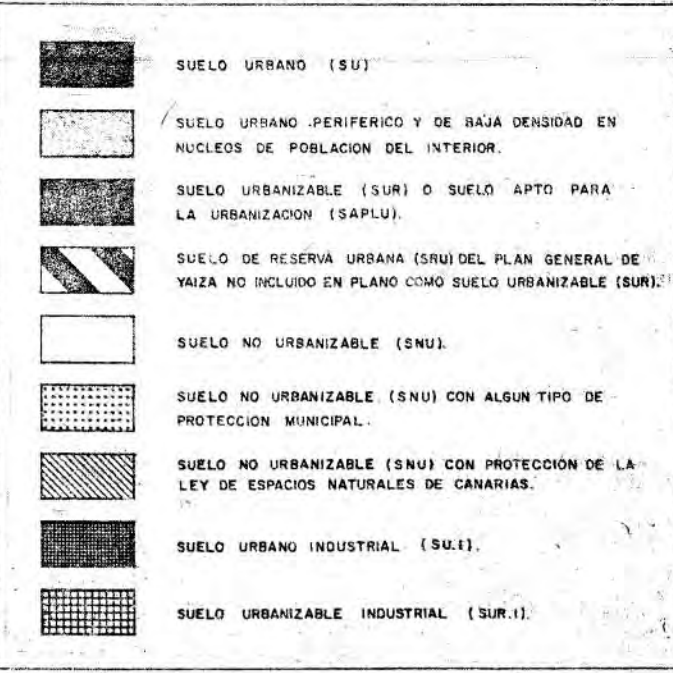 SUELO URBANO (SU)
SUELO URBANO PERIFERICO Y DE BAJA DENSIDAD EN
NUCLEOS DE POBLACION DEL INTERIOR.
SUELO URBANIZABLE (SUR) O SUELO APTO PARA
LA URBANIZACION (SAPLU).
SUELO DE RESERVA URBANA (SRU) DEL PLAN GENERAL DE
YAIZA NO INCLUIDO EN PLANO COMO SUELO URBANIZABLE (SUR).
SUELO NO URBANIZABLE (SNU).
SUELO NO URBANIZABLE (SNU) CON ALGUN TIPO DE
PROTECCION MUNICIPAL.
SUELO NO URBANIZABLE (SNU) CON PROTECCIÓN DE LA
LEY DE ESPACIOS NATURALES DE CANARIAS.
SUELO URBANO INDUSTRIAL (SU.I).
SUELO URBANIZABLE INDUSTRIAL (SUR.I).